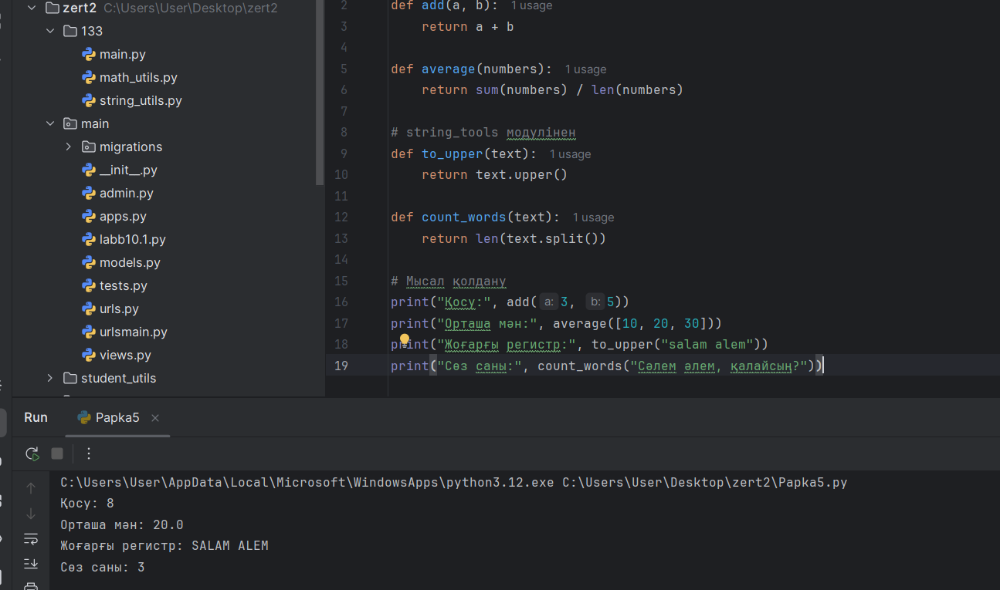 zert2 C:\Users\User\Desktop\zert2
133
main.py
math_utils.py
string_utils.py
main
migrations
__init__.py
admin.py
apps.py
labb10.1.py
models.py
tests.py
urls.py
urlsmain.py
views.py
student_utils
2 def add(a, b): 1 usage
3 return a + b
4
5 def average(numbers): 1 usage
6 return sum(numbers) / len(numbers)
7
8 # string_tools модулінен
9 def to_upper(text): 1 usage
10 return text.upper()
11
12 def count_words(text): 1 usage
13 return len(text.split())
14
15 # Мысал қолдану
16 print("Қосу:", add( a: 3, b: 5))
17 print("Орташа мән:", average([10, 20, 30]))
18 print("Жоғарғы регистр:", to_upper("salam alem"))
19 print("Сөз саны:", count_words("Сәлем әлем, қалайсың?"))
Run Papka5
C:\Users\User\AppData\Local\Microsoft\WindowsApps\python3.12.exe C:\Users\User\Desktop\zert2\Papka5.py
Қосу: 8
Орташа мән: 20.0
Жоғарғы регистр: SALAM ALEM
Сөз саны: 3